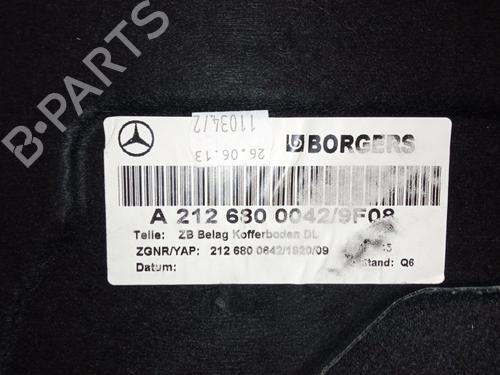 11034/2
26.06.13
BORGERS
A 212 680 0042/9F08
Teile: ZB Belag Kofferboden DL
ZGNR/YAP: 212 680 0642/1920/09
Datum: Stand: Q6
B-PARTS